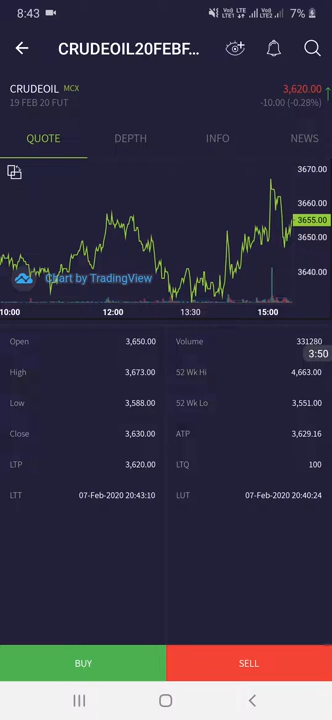 8:43
VoD LTE1 VoD LTE2 7%
CRUDEOIL20FEBF...
CRUDEOIL MCX 3,620.00
19 FEB 20 FUT -10.00 (-0.28%)
QUOTE DEPTH INFO NEWS
3670.00
3660.00
3655.00
3650.00
3640.00
Chart by TradingView
10:00 12:00 13:30 15:00
Open 3,650.00 Volume 331280
3:50
High 3,673.00 52 Wk Hi 4,663.00
Low 3,588.00 52 Wk Lo 3,551.00
Close 3,630.00 ATP 3,629.16
LTP 3,620.00 LTQ 100
LTT 07-Feb-2020 20:43:10 LUT 07-Feb-2020 20:40:24
BUY SELL